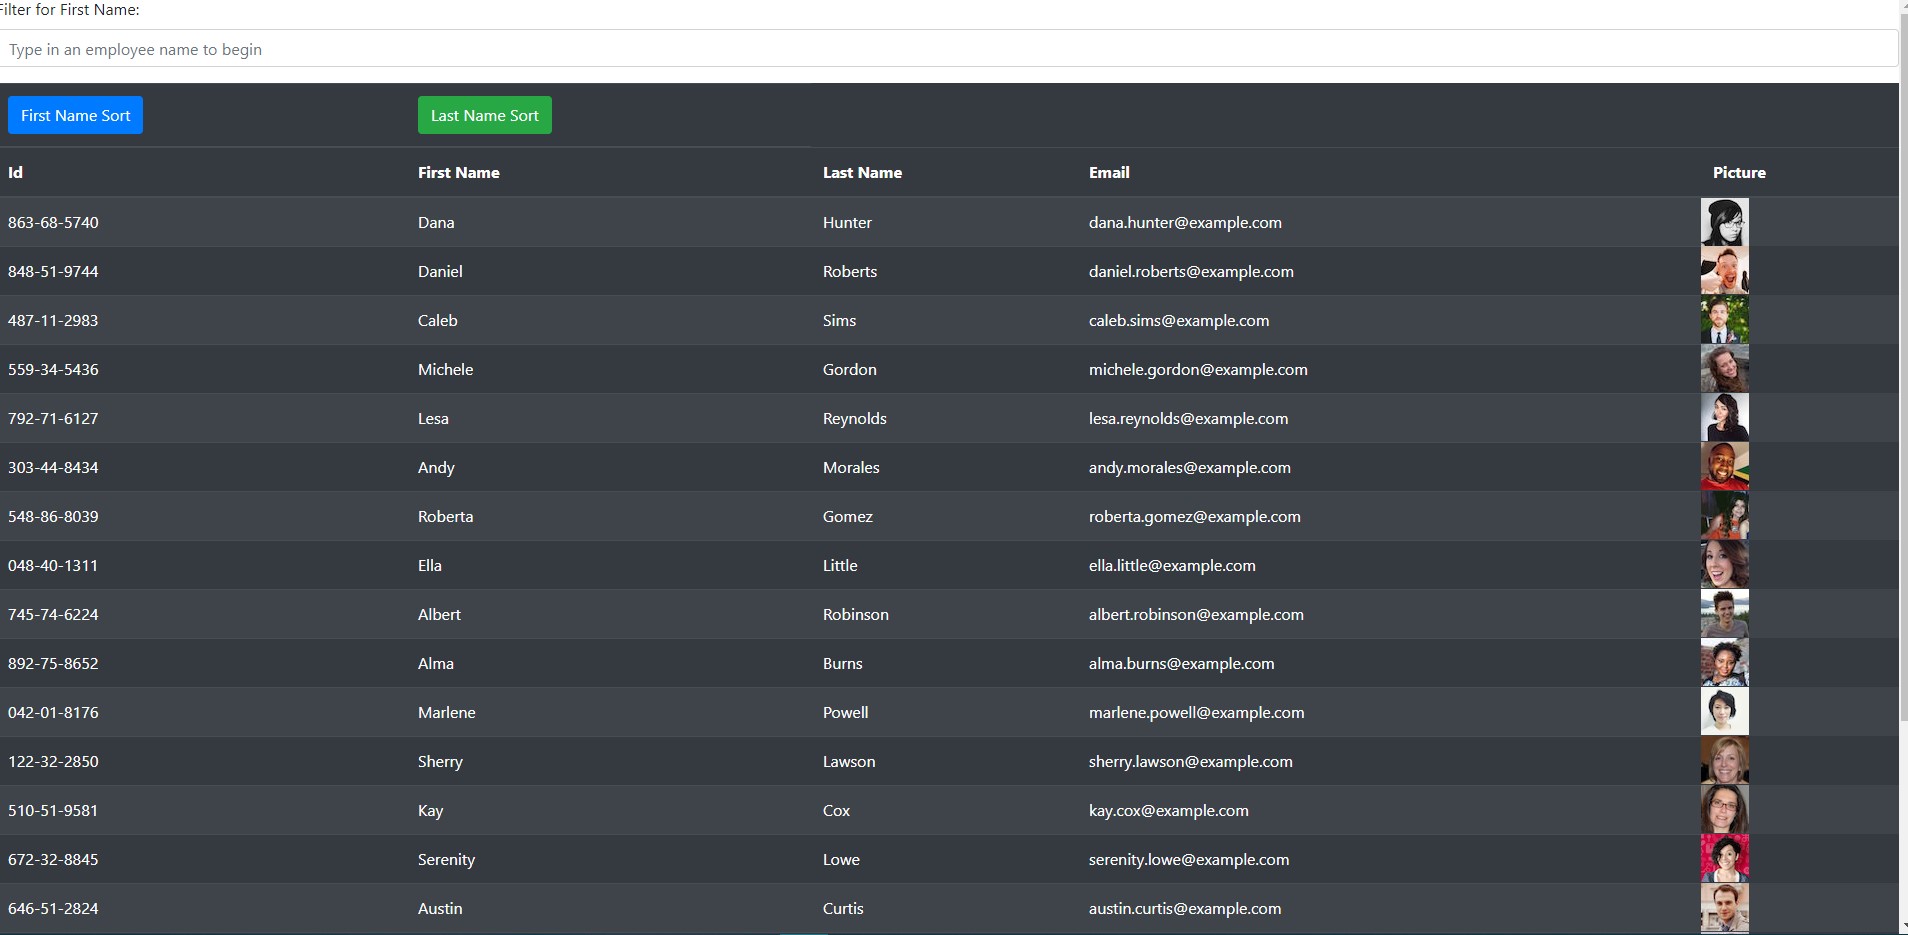 Filter for First Name:
Type in an employee name to begin
First Name Sort Last Name Sort
Id First Name Last Name Email Picture
863-68-5740 Dana Hunter dana.hunter@example.com
848-51-9744 Daniel Roberts daniel.roberts@example.com
487-11-2983 Caleb Sims caleb.sims@example.com
559-34-5436 Michele Gordon michele.gordon@example.com
792-71-6127 Lesa Reynolds lesa.reynolds@example.com
303-44-8434 Andy Morales andy.morales@example.com
548-86-8039 Roberta Gomez roberta.gomez@example.com
048-40-1311 Ella Little ella.little@example.com
745-74-6224 Albert Robinson albert.robinson@example.com
892-75-8652 Alma Burns alma.burns@example.com
042-01-8176 Marlene Powell marlene.powell@example.com
122-32-2850 Sherry Lawson sherry.lawson@example.com
510-51-9581 Kay Cox kay.cox@example.com
672-32-8845 Serenity Lowe serenity.lowe@example.com
646-51-2824 Austin Curtis austin.curtis@example.com